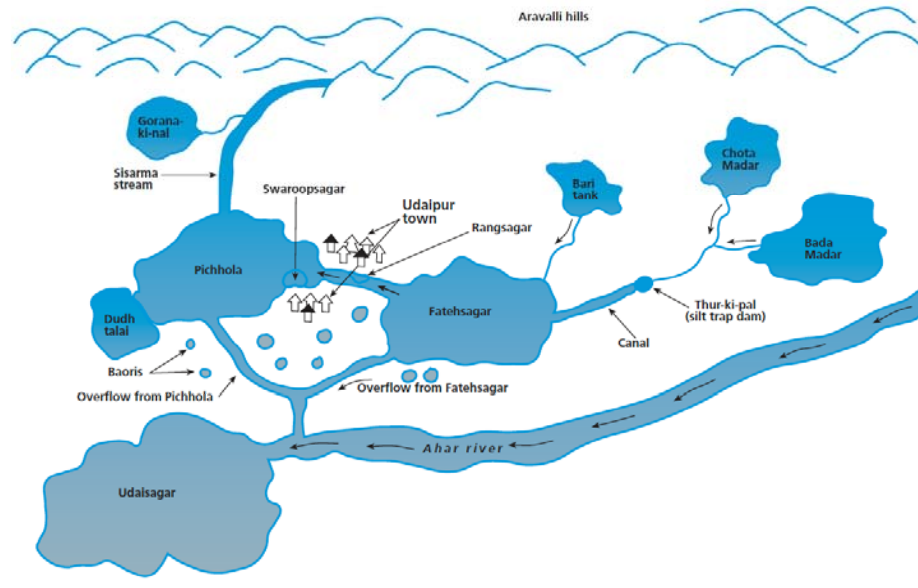 Aravalli hills
Gorana-
ki-nal
Sisarma
stream
Swaroopsagar
Udaipur
town
Rangsagar
Bari
tank
Chota
Madar
Bada
Madar
Pichhola
Fatehsagar
Thur-ki-pal
(silt trap dam)
Canal
Dudh
talai
Baoris
Overflow from Pichhola
Overflow from Fatehsagar
Ahar river
Udaisagar